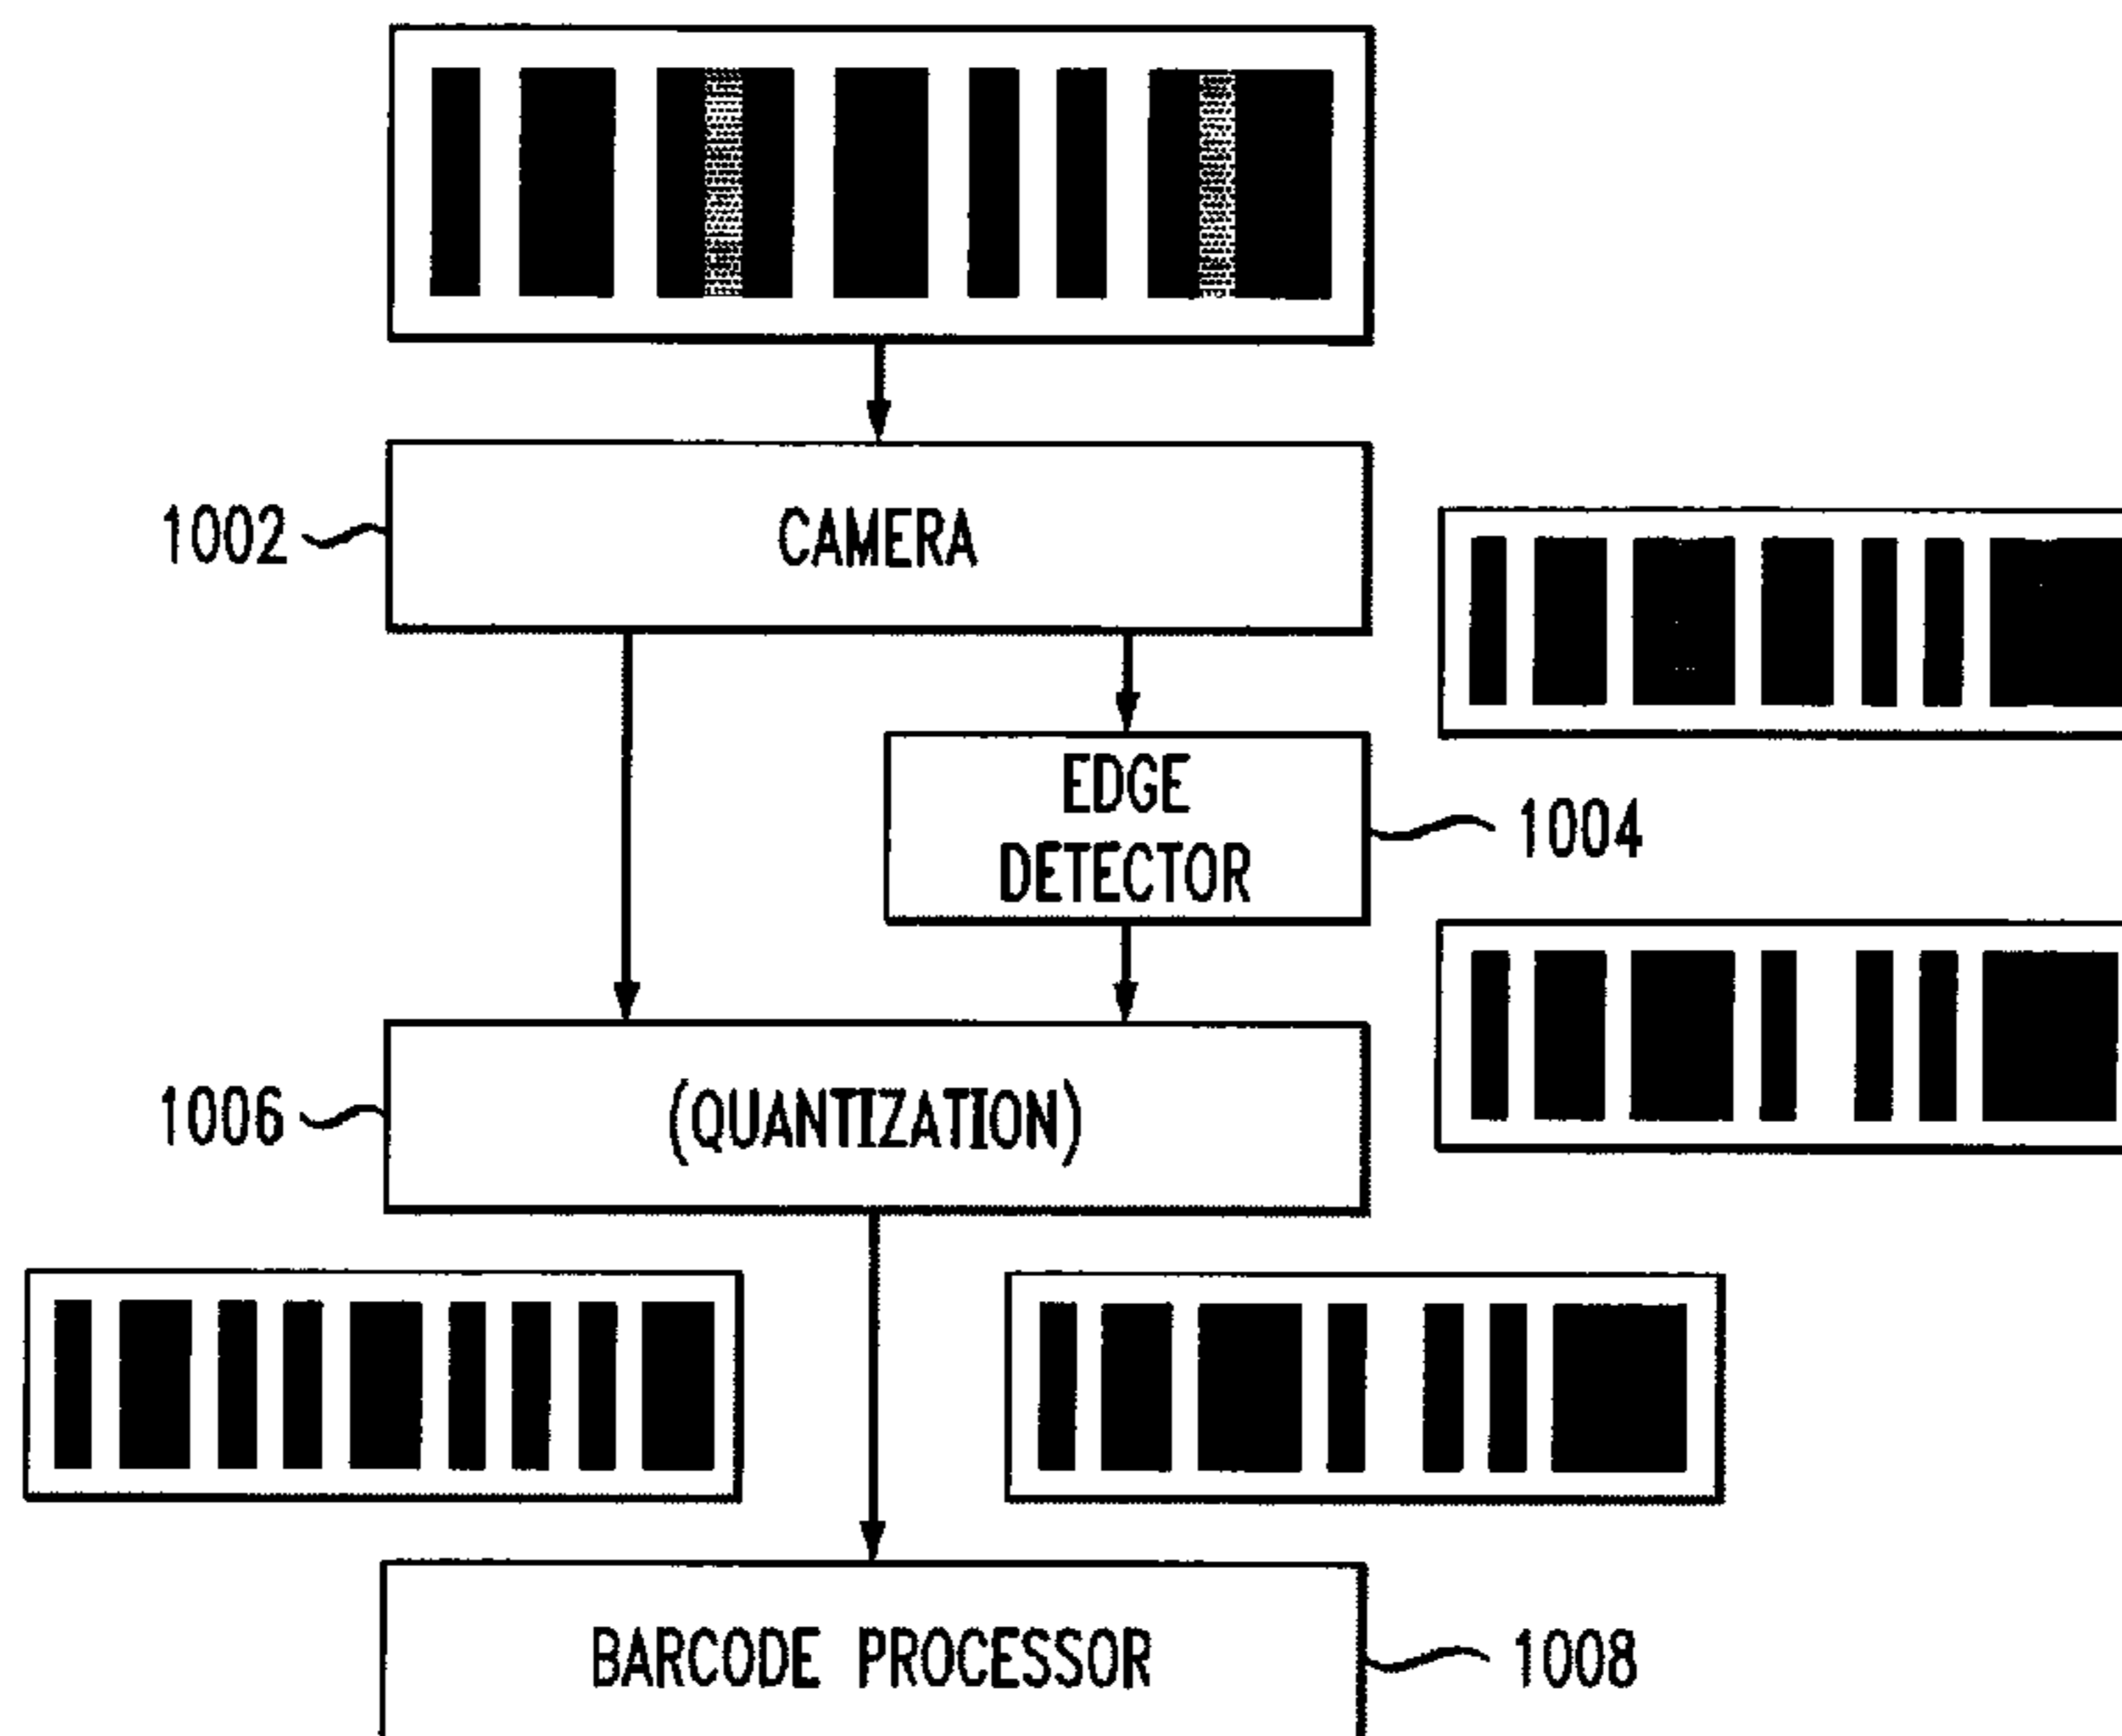 1002
CAMERA
EDGE
DETECTOR
1004
1006
(QUANTIZATION)
BARCODE PROCESSOR
1008